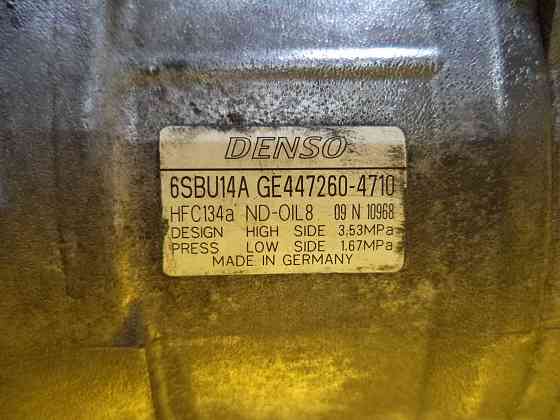 DENSO
6SBU14A GE447260-4710
HFC134a ND-OIL8 09 N 10968
DESIGN HIGH SIDE 3.53MPa
PRESS LOW SIDE 1.67MPa
MADE IN GERMANY